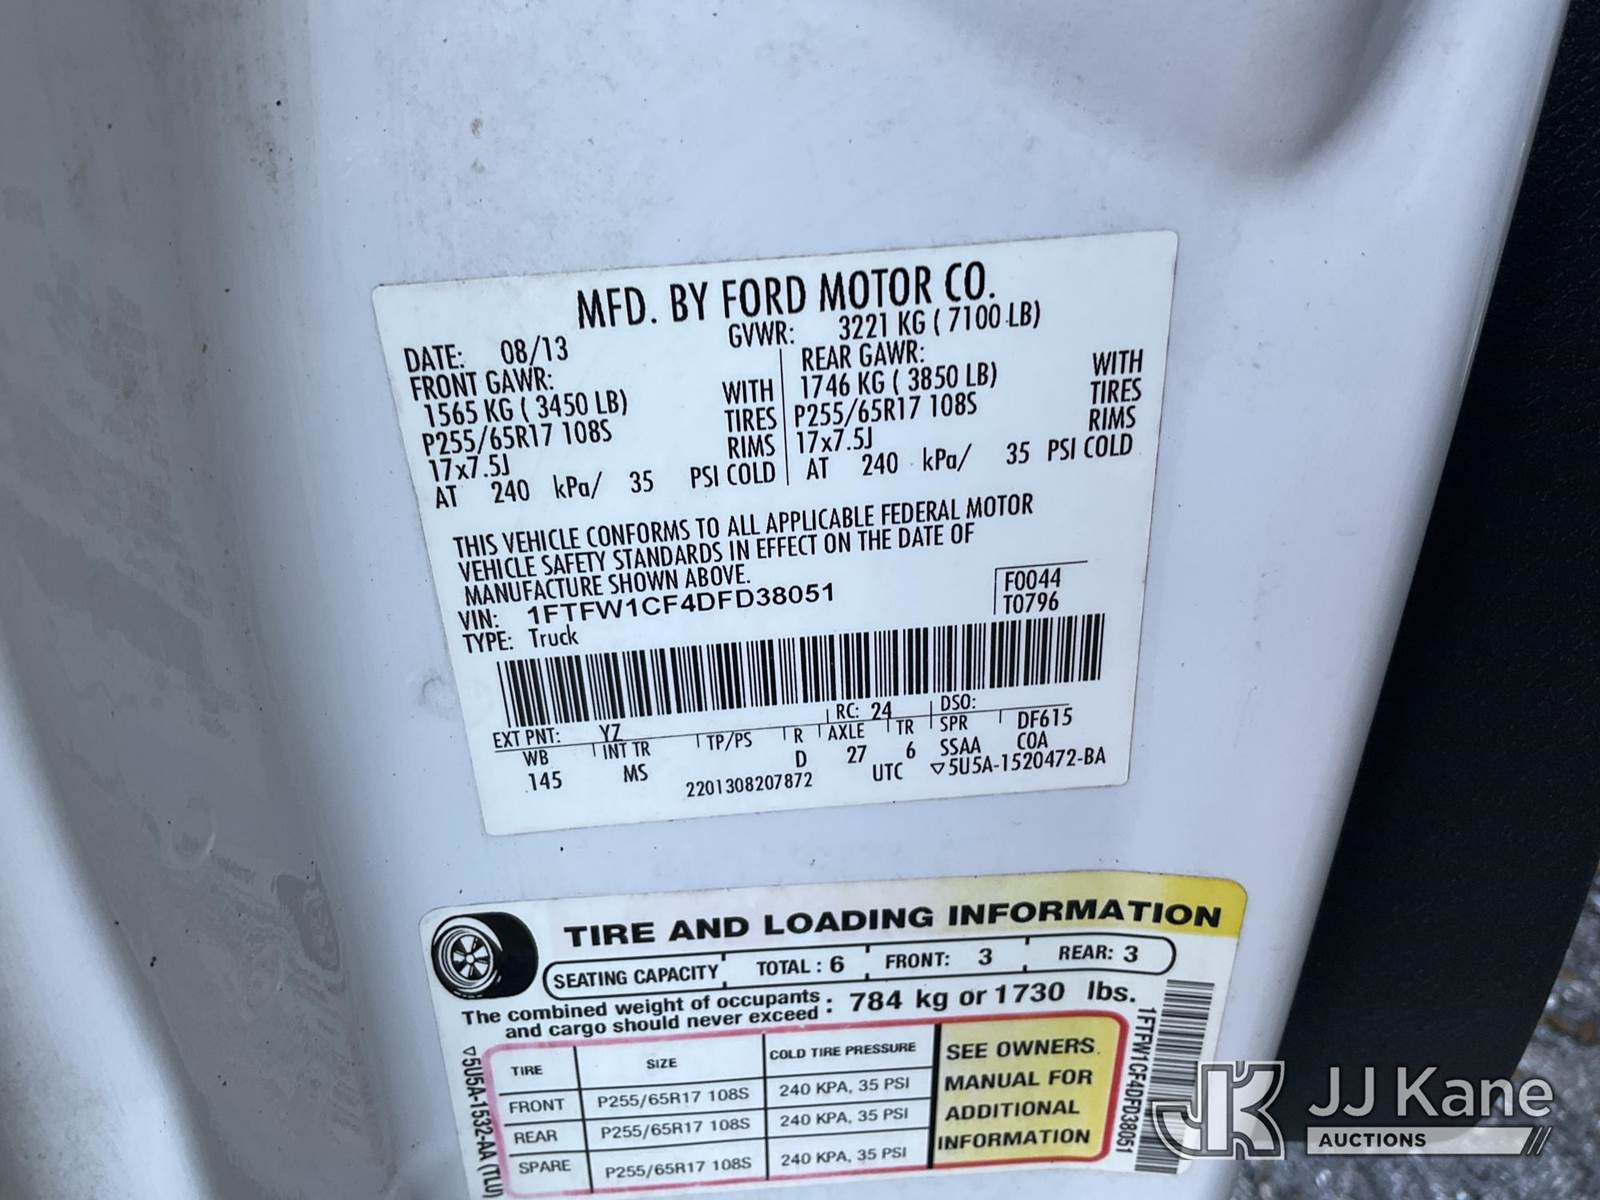 MFD. BY FORD MOTOR CO.
DATE: 08/13 GVWR: 3221 KG ( 7100 LB)
FRONT GAWR: REAR GAWR:
1565 KG ( 3450 LB) WITH 1746 KG ( 3850 LB) WITH
P255/65R17 108S TIRES P255/65R17 108S TIRES
17x7.5J RIMS 17x7.5J RIMS
AT 240 kPa/ 35 PSI COLD AT 240 kPa/ 35 PSI COLD
THIS VEHICLE CONFORMS TO ALL APPLICABLE FEDERAL MOTOR
VEHICLE SAFETY STANDARDS IN EFFECT ON THE DATE OF
MANUFACTURE SHOWN ABOVE.
VIN: 1FTFW1CF4DFD38051 F0044
TYPE: Truck T0796
EXT PNT: YZ RC: 24 DSO:
WB INT TR TP/PS R AXLE TR SPR DF615
145 MS D 27 6 SSAA COA
2201308207872 UTC ▽5U5A-1520472-BA
TIRE AND LOADING INFORMATION
SEATING CAPACITY TOTAL : 6 FRONT: 3 REAR: 3
The combined weight of occupants : 784 kg or 1730 lbs.
and cargo should never exceed :
TIRE SIZE COLD TIRE PRESSURE
FRONT P255/65R17 108S 240 KPA, 35 PSI
REAR P255/65R17 108S 240 KPA, 35 PSI
SPARE P255/65R17 108S 240 KPA, 35 PSI
SEE OWNERS
MANUAL FOR
ADDITIONAL
INFORMATION
▽5U5A-1532-AA (TLU)
1FTFW1CF4DFD38051
JK JJ Kane
AUCTIONS